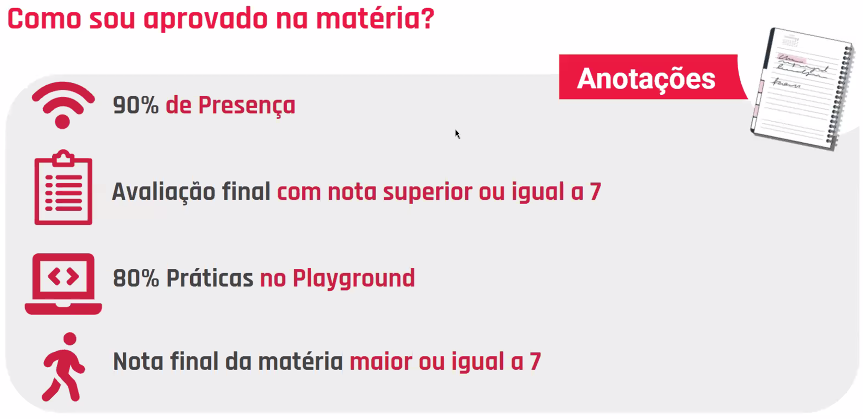 Como sou aprovado na matéria?
Anotações
90% de Presença
Avaliação final com nota superior ou igual a 7
80% Práticas no Playground
Nota final da matéria maior ou igual a 7